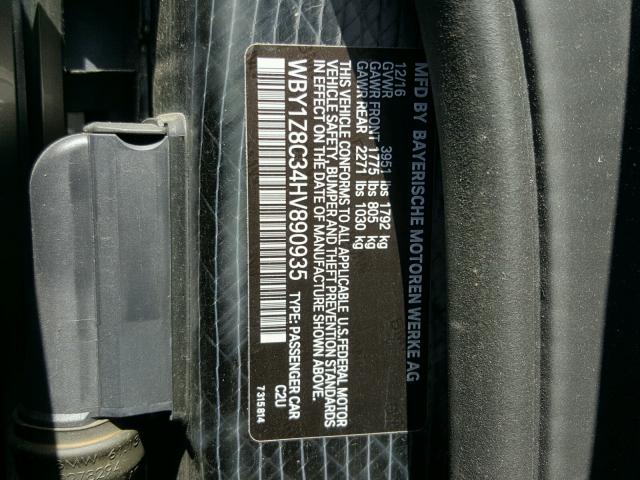 MFD BY BAYERISCHE MOTOREN WERKE AG
12/16
GVWR 3951 lbs 1792 kg
GAWR FRONT 1775 lbs 805 kg
GAWR REAR 2271 lbs 1030 kg
THIS VEHICLE CONFORMS TO ALL APPLICABLE U.S.FEDERAL MOTOR
VEHICLE SAFETY, BUMPER AND THEFT PREVENTION STANDARDS
IN EFFECT ON THE DATE OF MANUFACTURE SHOWN ABOVE.
WBY1Z8C34HV890935 TYPE: PASSENGER CAR
C2U
7315814